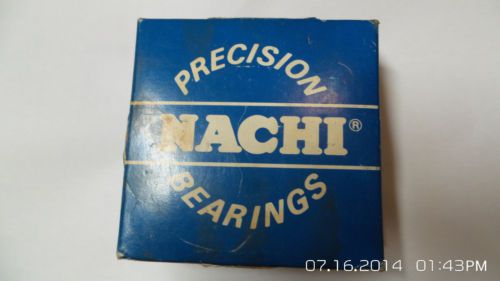 PRECISION
NACHI®
BEARINGS
07.16.2014 01:43PM